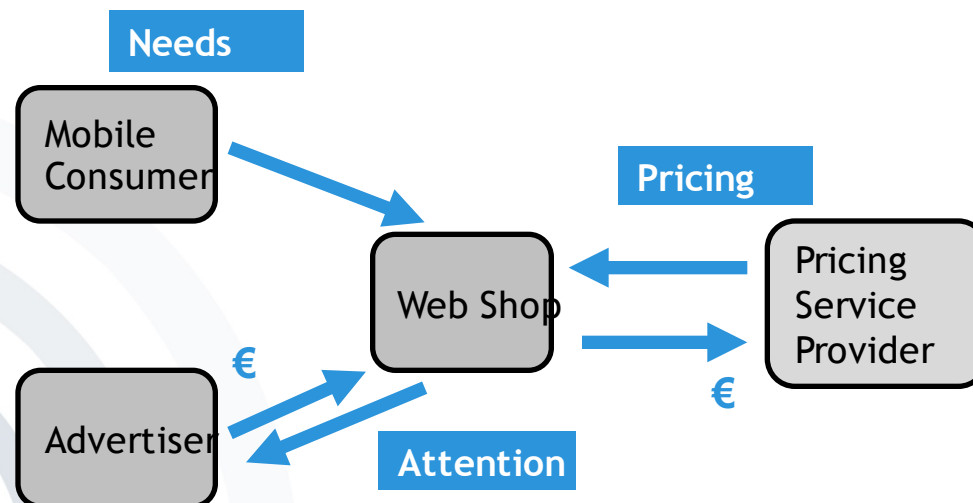 Needs
Mobile
Consumer
Pricing
Pricing
Service
Provider
Web Shop
€
€
Advertiser
Attention